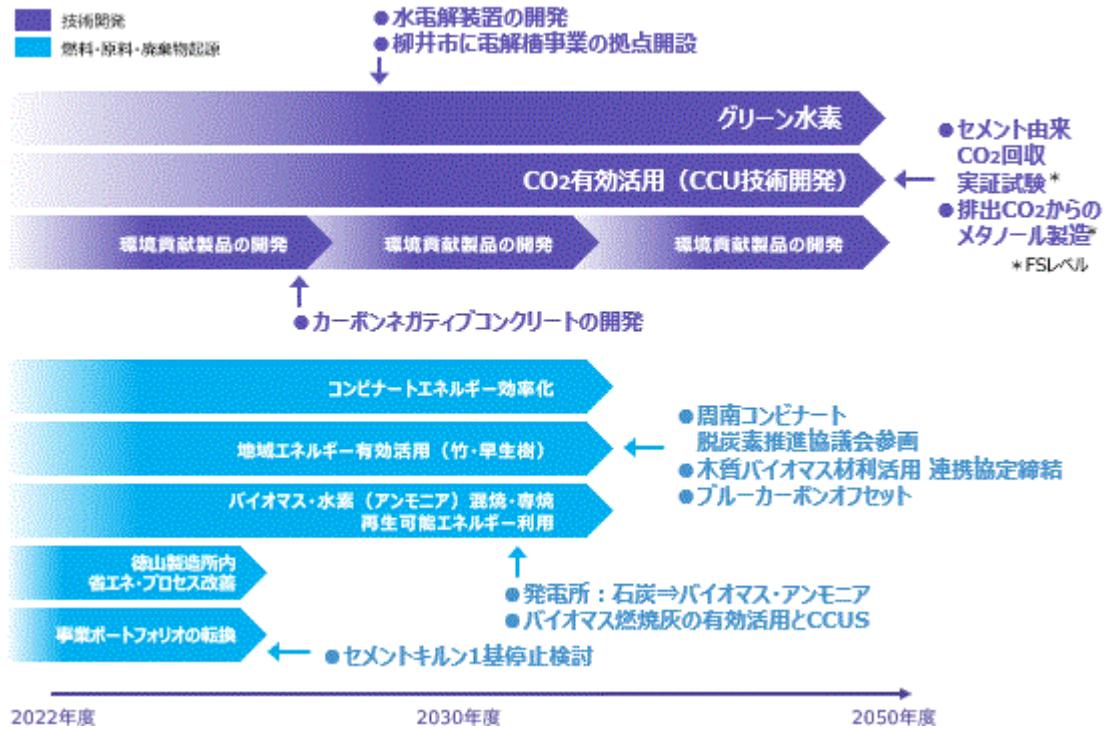 技術開発
燃料・原料・廃棄物起源
●水電解装置の開発
●柳井市に電解槽事業の拠点開設
グリーン水素
CO2有効活用（CCU技術開発）
環境貢献製品の開発
環境貢献製品の開発
環境貢献製品の開発
●セメント由来
CO2回収
実証試験*
●排出CO2からの
メタノール製造*
*FSレベル
●カーボンネガティブコンクリートの開発
コンビナートエネルギー効率化
地域エネルギー有効活用（竹・早生樹）
バイオマス・水素（アンモニア）混焼・専焼
再生可能エネルギー利用
●周南コンビナート
脱炭素推進協議会参画
●木質バイオマス材利活用 連携協定締結
●ブルーカーボンオフセット
徳山製造所内
省エネ・プロセス改善
●発電所：石炭⇒バイオマス・アンモニア
●バイオマス燃焼灰の有効活用とCCUS
事業ポートフォリオの転換
●セメントキルン1基停止検討
2022年度
2030年度
2050年度